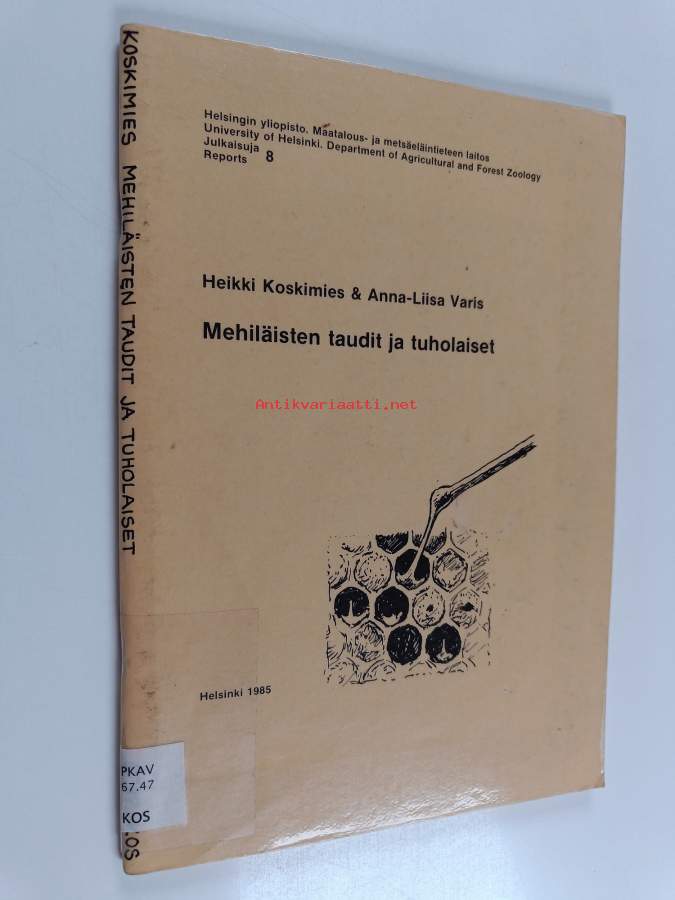 KOSKIMIES MEHILÄISTEN TAUDIT JA TUHOLAISET
Helsingin yliopisto. Maatalous- ja metsäeläintieteen laitos
University of Helsinki. Department of Agricultural and Forest Zoology
Julkaisuja 8
Reports
Heikki Koskimies & Anna-Liisa Varis
Mehiläisten taudit ja tuholaiset
Antikvariaatti.net
Helsinki 1985
PKAV
67.47
KOS